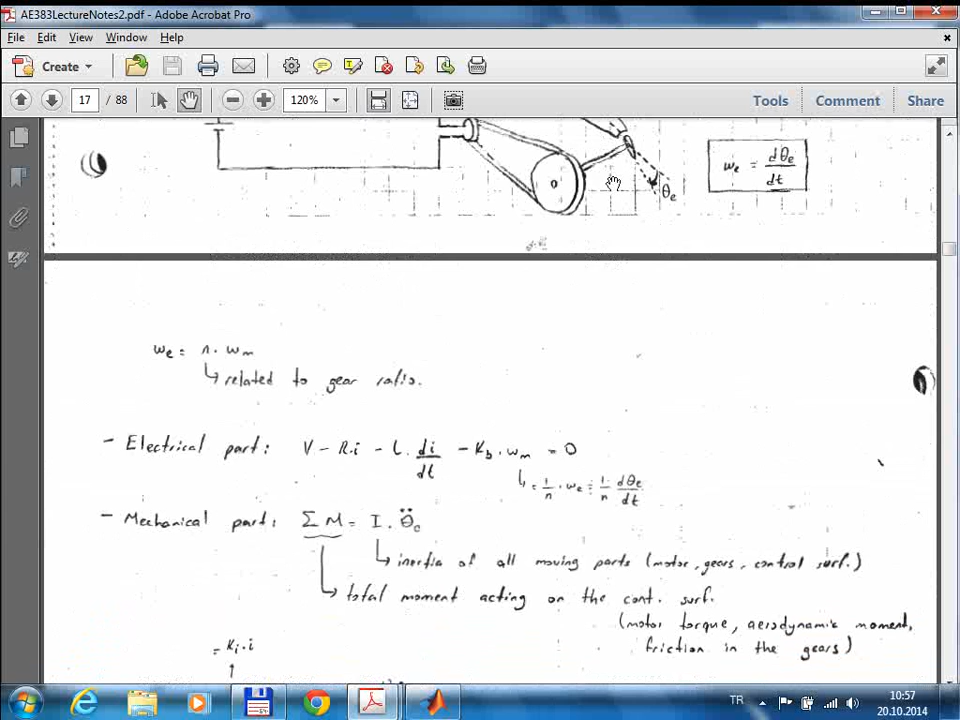 AE383LectureNotes2.pdf - Adobe Acrobat Pro
File Edit View Window Help
Create
17 / 88 120% Tools Comment Share
ωe = dθe/dt
θe
ωe = n. ωm
↳ related to gear ratio.
- Electrical part: V - R.i - L. di/dt - Kb. ωm = 0
↳ = 1/n . ωe = 1/n dθe/dt
- Mechanical part: ΣM = I. θ̈e
↳ inertia of all moving parts (motor, gears, control surf.)
↳ total moment acting on the cont. surf.
(motor torque, aerodynamic moment,
friction in the gears)
= Ki.i
TR 10:57
20.10.2014